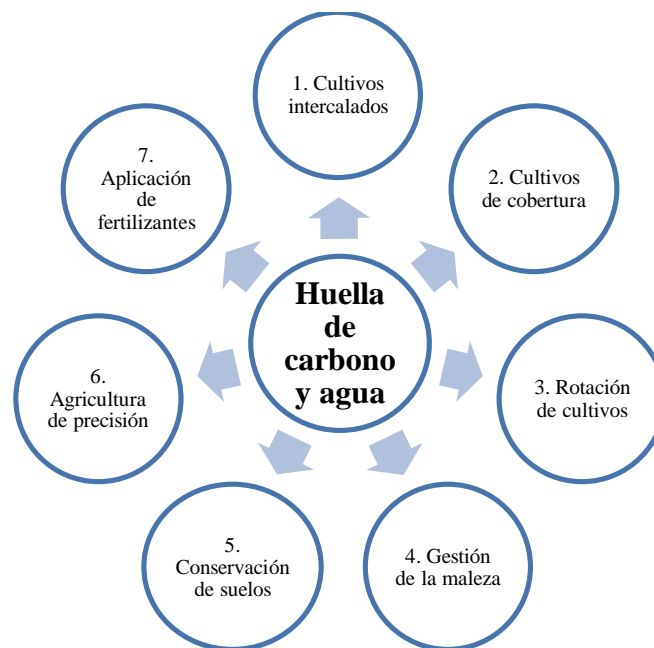 1. Cultivos
intercalados
2. Cultivos
de cobertura
3. Rotación
de cultivos
4. Gestión
de la maleza
5.
Conservación
de suelos
6.
Agricultura
de precisión
7.
Aplicación
de
fertilizantes
Huella
de
carbono
y agua